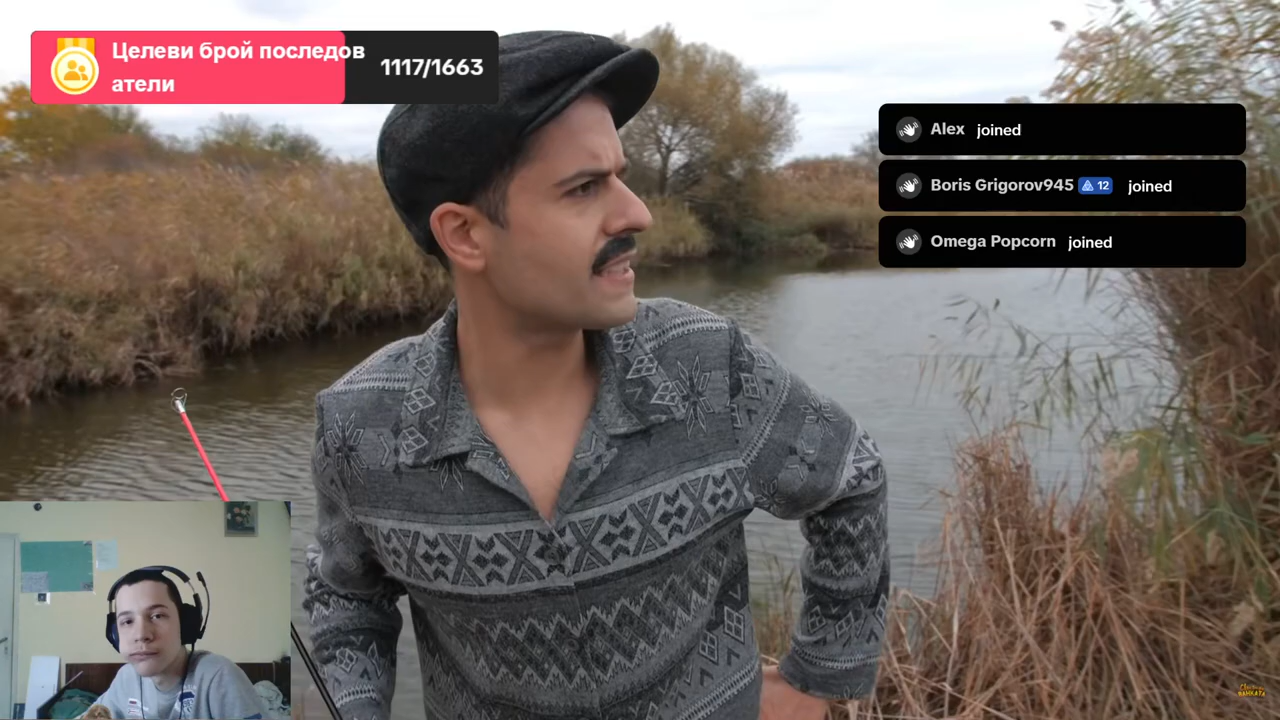 Целеви брой последов
атели
1117/1663
Alex joined
Boris Grigorov945 12 joined
Omega Popcorn joined